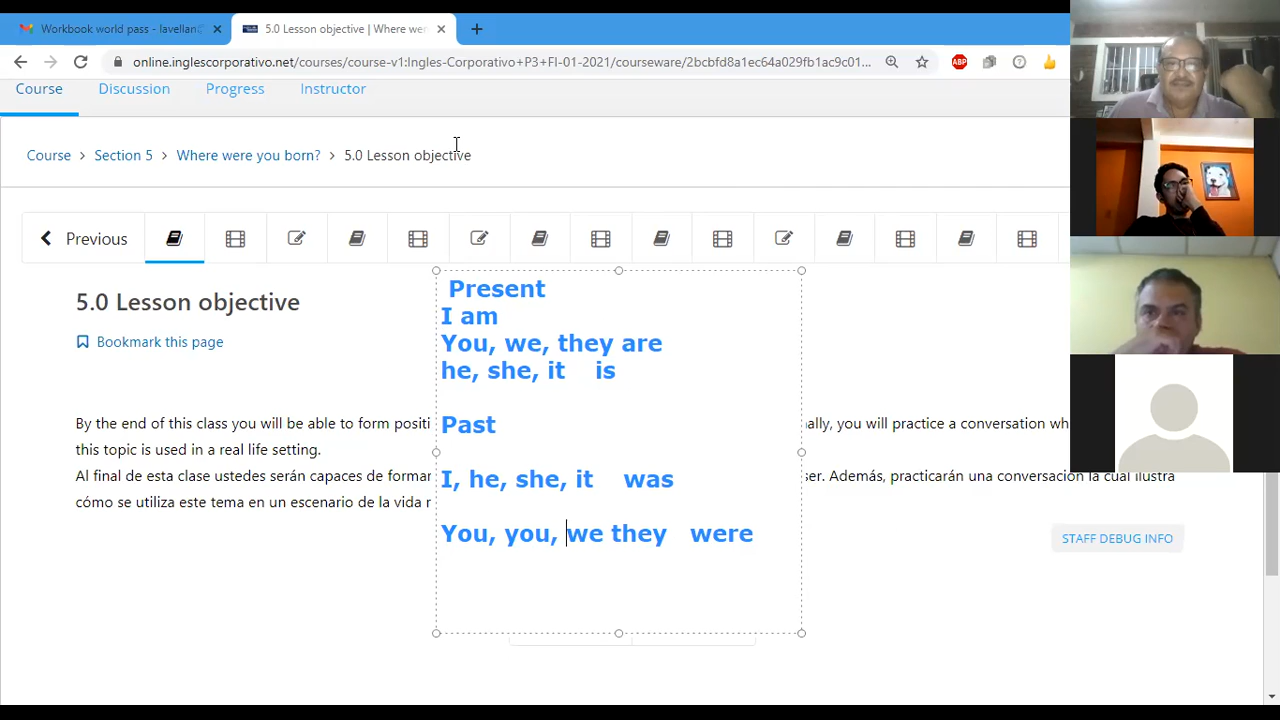 Workbook world pass - lavellan
5.0 Lesson objective | Where wer
online.inglescorporativo.net/courses/course-v1:Ingles-Corporativo+P3+FI-01-2021/courseware/2bcbfd8a1ec64a029fb1ac9c01...
ABP
Course Discussion Progress Instructor
Course > Section 5 > Where were you born? > 5.0 Lesson objective
Previous
5.0 Lesson objective
Bookmark this page
Present
I am
You, we, they are
he, she, it is
Past
I, he, she, it was
You, you, we they were
By the end of this class you will be able to form positi ally, you will practice a conversation wh
this topic is used in a real life setting.
Al final de esta clase ustedes serán capaces de formar ser. Además, practicarán una conversación la cual ilustra
cómo se utiliza este tema en un escenario de la vida r
STAFF DEBUG INFO